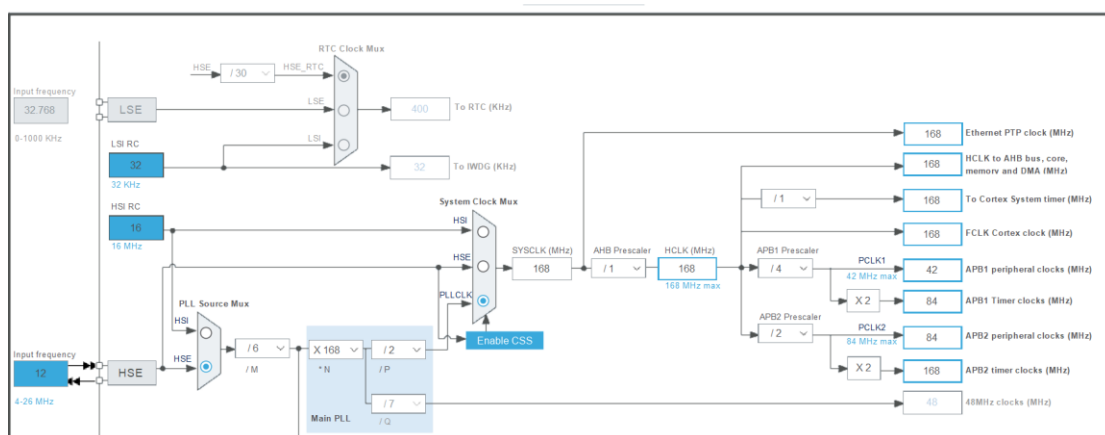 RTC Clock Mux
HSE
/ 30
HSE_RTC
Input frequency
32.768
0-1000 KHz
LSE
LSE
400
To RTC (KHz)
LSI RC
32
32 KHz
LSI
32
To IWDG (KHz)
168
Ethernet PTP clock (MHz)
168
HCLK to AHB bus, core,
memory and DMA (MHz)
/ 1
168
To Cortex System timer (MHz)
168
FCLK Cortex clock (MHz)
HSI RC
16
16 MHz
System Clock Mux
HSI
HSE
PLLCLK
SYSCLK (MHz)
168
AHB Prescaler
/ 1
HCLK (MHz)
168
168 MHz max
APB1 Prescaler
/ 4
PCLK1
42 MHz max
42
APB1 peripheral clocks (MHz)
X 2
84
APB1 Timer clocks (MHz)
APB2 Prescaler
/ 2
PCLK2
84 MHz max
84
APB2 peripheral clocks (MHz)
X 2
168
APB2 timer clocks (MHz)
Enable CSS
PLL Source Mux
HSI
HSE
Input frequency
12
4-26 MHz
HSE
/ 6
/ M
X 168
* N
/ 2
/ P
/ 7
/ Q
Main PLL
48
48MHz clocks (MHz)